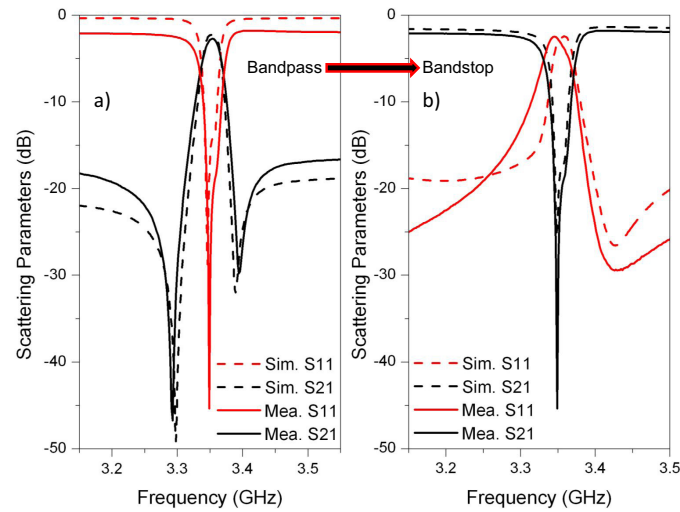 0
-10
-20
-30
-40
-50
Scattering Parameters (dB)
a)
Bandpass
Sim. S11
Sim. S21
Mea. S11
Mea. S21
3.2
3.3
3.4
3.5
Frequency (GHz)
0
-10
-20
-30
-40
-50
Scattering Parameters (dB)
Bandstop
b)
Sim. S11
Sim. S21
Mea. S11
Mea. S21
3.2
3.3
3.4
3.5
Frequency (GHz)